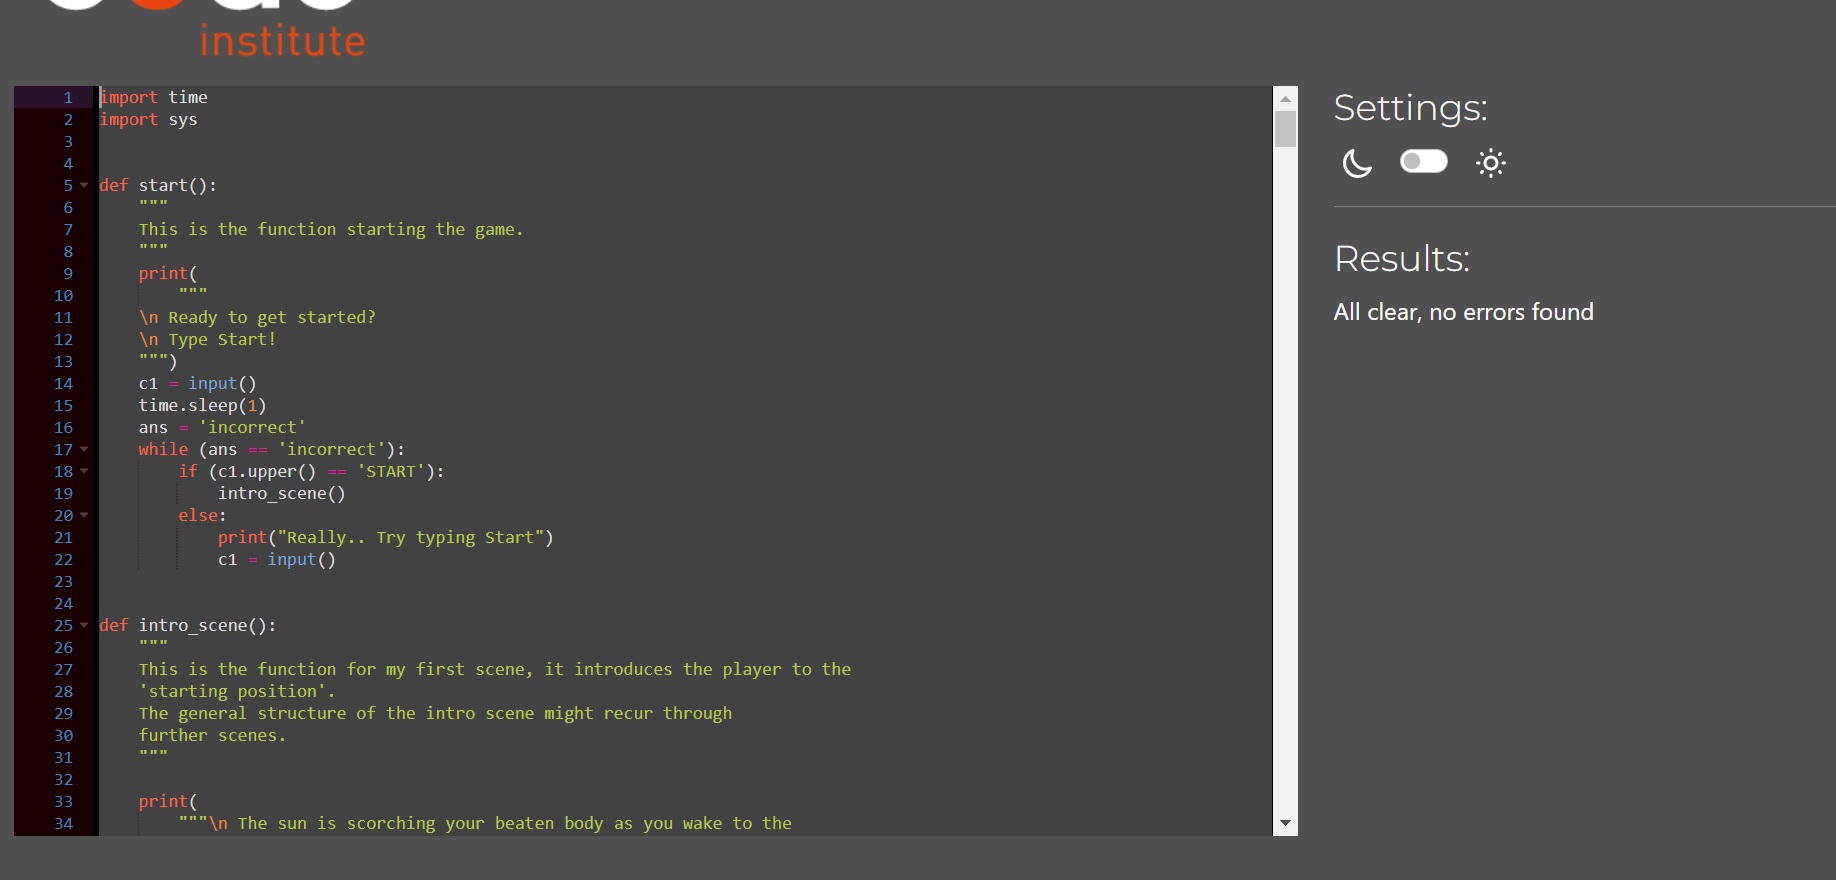 institute
1 import time
2 import sys
3
4
5 def start():
6     """
7     This is the function starting the game.
8     """
9     print(
10         """
11     \n Ready to get started?
12     \n Type Start!
13     """)
14     c1 = input()
15     time.sleep(1)
16     ans = 'incorrect'
17     while (ans == 'incorrect'):
18         if (c1.upper() == 'START'):
19             intro_scene()
20         else:
21             print("Really.. Try typing Start")
22             c1 = input()
23
24
25 def intro_scene():
26     """
27     This is the function for my first scene, it introduces the player to the
28     'starting position'.
29     The general structure of the intro scene might recur through
30     further scenes.
31     """
32
33     print(
34         """\n The sun is scorching your beaten body as you wake to the
Settings:
Results:
All clear, no errors found